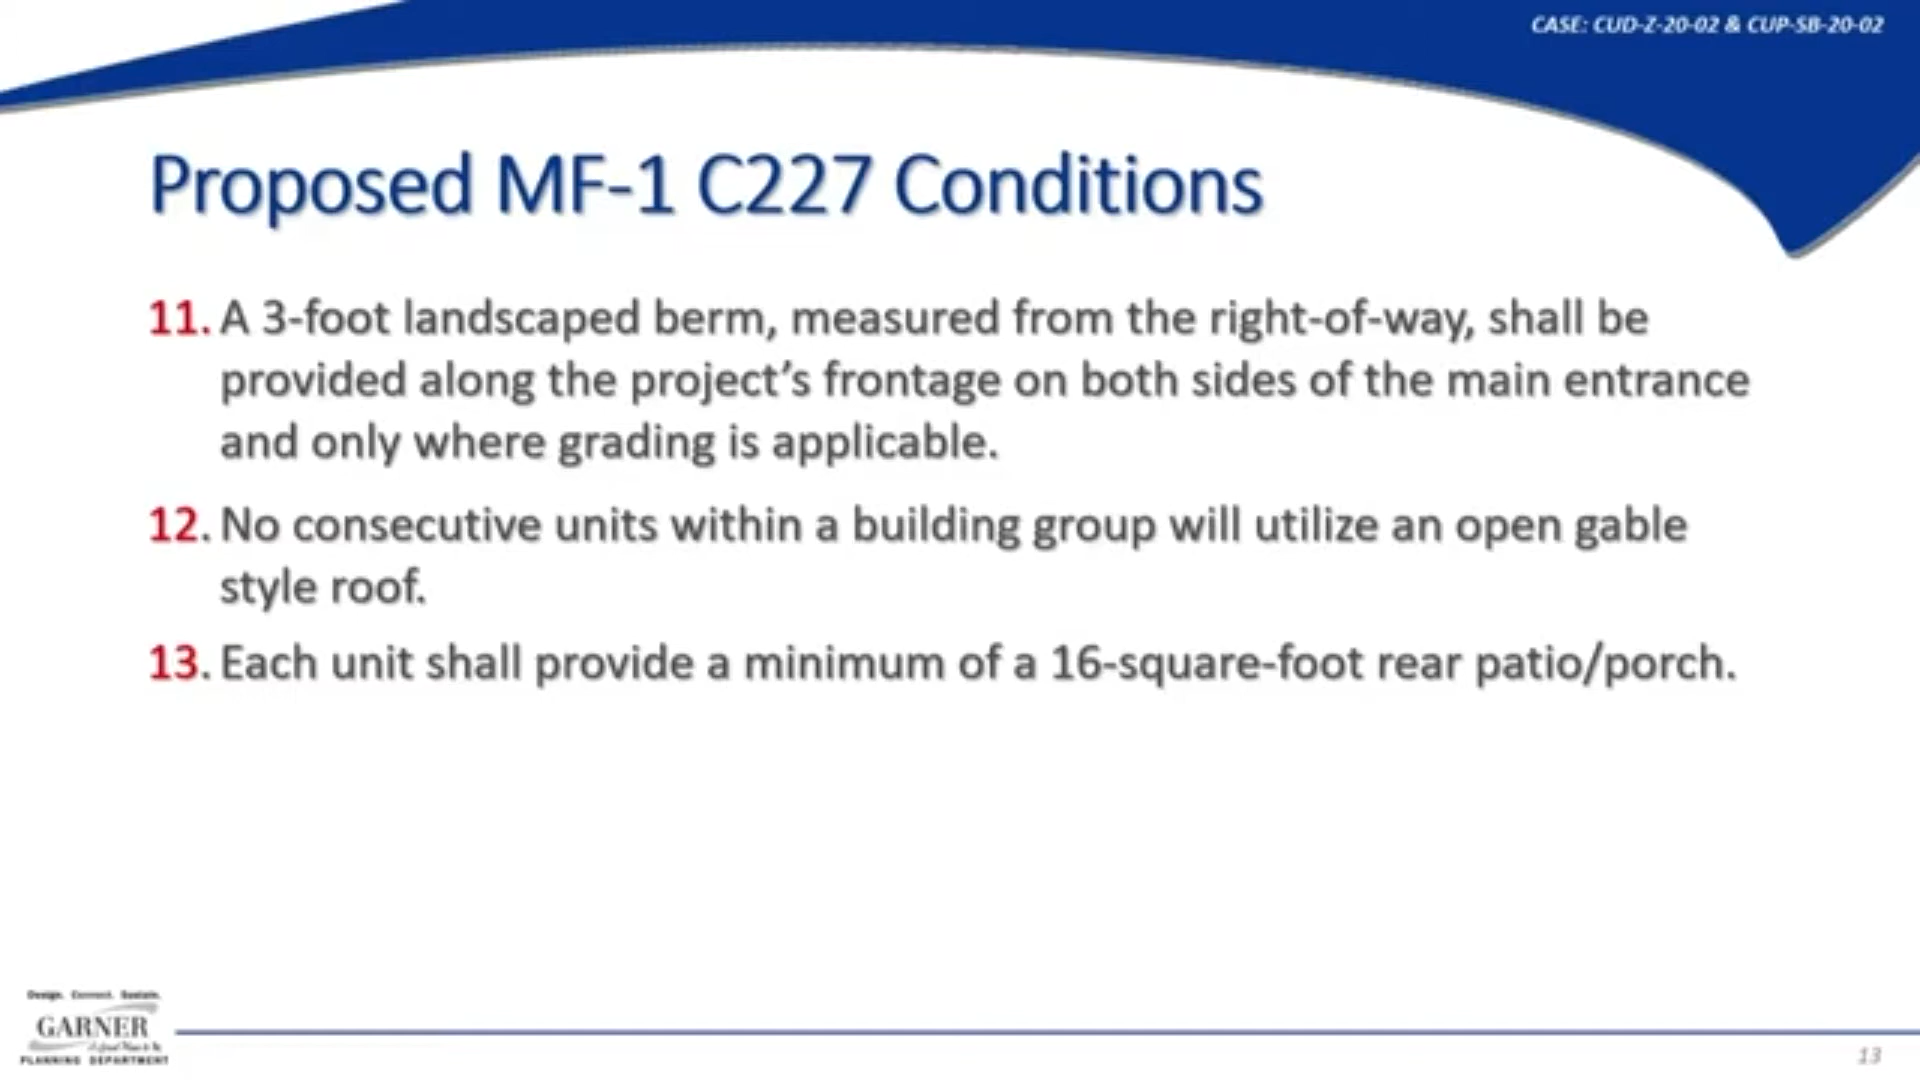 CASE: CUD-Z-20-02 & CUP-SB-20-02
Proposed MF-1 C227 Conditions
11. A 3-foot landscaped berm, measured from the right-of-way, shall be
provided along the project’s frontage on both sides of the main entrance
and only where grading is applicable.
12. No consecutive units within a building group will utilize an open gable
style roof.
13. Each unit shall provide a minimum of a 16-square-foot rear patio/porch.
Design. Connect. Sustain.
GARNER
PLANNING DEPARTMENT
13